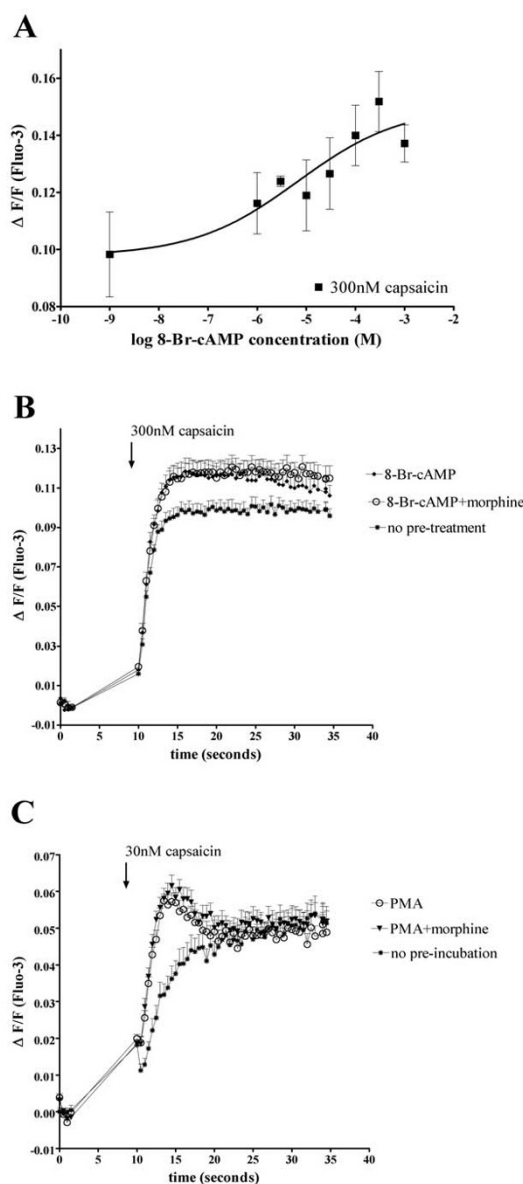 A
0.16
0.14
0.12
0.10
0.08
Δ F/F (Fluo-3)
300nM capsaicin
-10 -9 -8 -7 -6 -5 -4 -3 -2
log 8-Br-cAMP concentration (M)
B
300nM capsaicin
0.13
0.11
0.09
0.07
0.05
0.03
0.01
-0.01
Δ F/F (Fluo-3)
8-Br-cAMP
8-Br-cAMP+morphine
no pre-treatment
0 5 10 15 20 25 30 35 40
time (seconds)
C
30nM capsaicin
0.07
0.06
0.05
0.04
0.03
0.02
0.01
0.00
-0.01
Δ F/F (Fluo-3)
PMA
PMA+morphine
no pre-incubation
0 5 10 15 20 25 30 35 40
time (seconds)